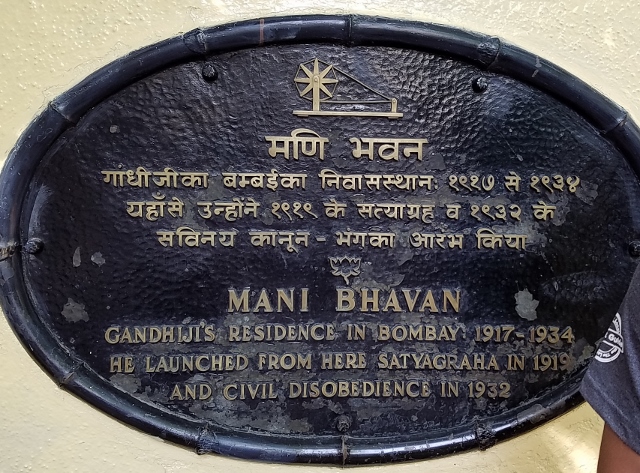 मणि भवन
गांधीजीका बम्बईका निवासस्थान: १९१७ से १९३४
यहाँसे उन्होंने १९१९ के सत्याग्रह व १९३२ के
सविनय कानून - भंगका आरंभ किया
MANI BHAVAN
GANDHIJI'S RESIDENCE IN BOMBAY: 1917-1934
HE LAUNCHED FROM HERE SATYAGRAHA IN 1919
AND CIVIL DISOBEDIENCE IN 1932